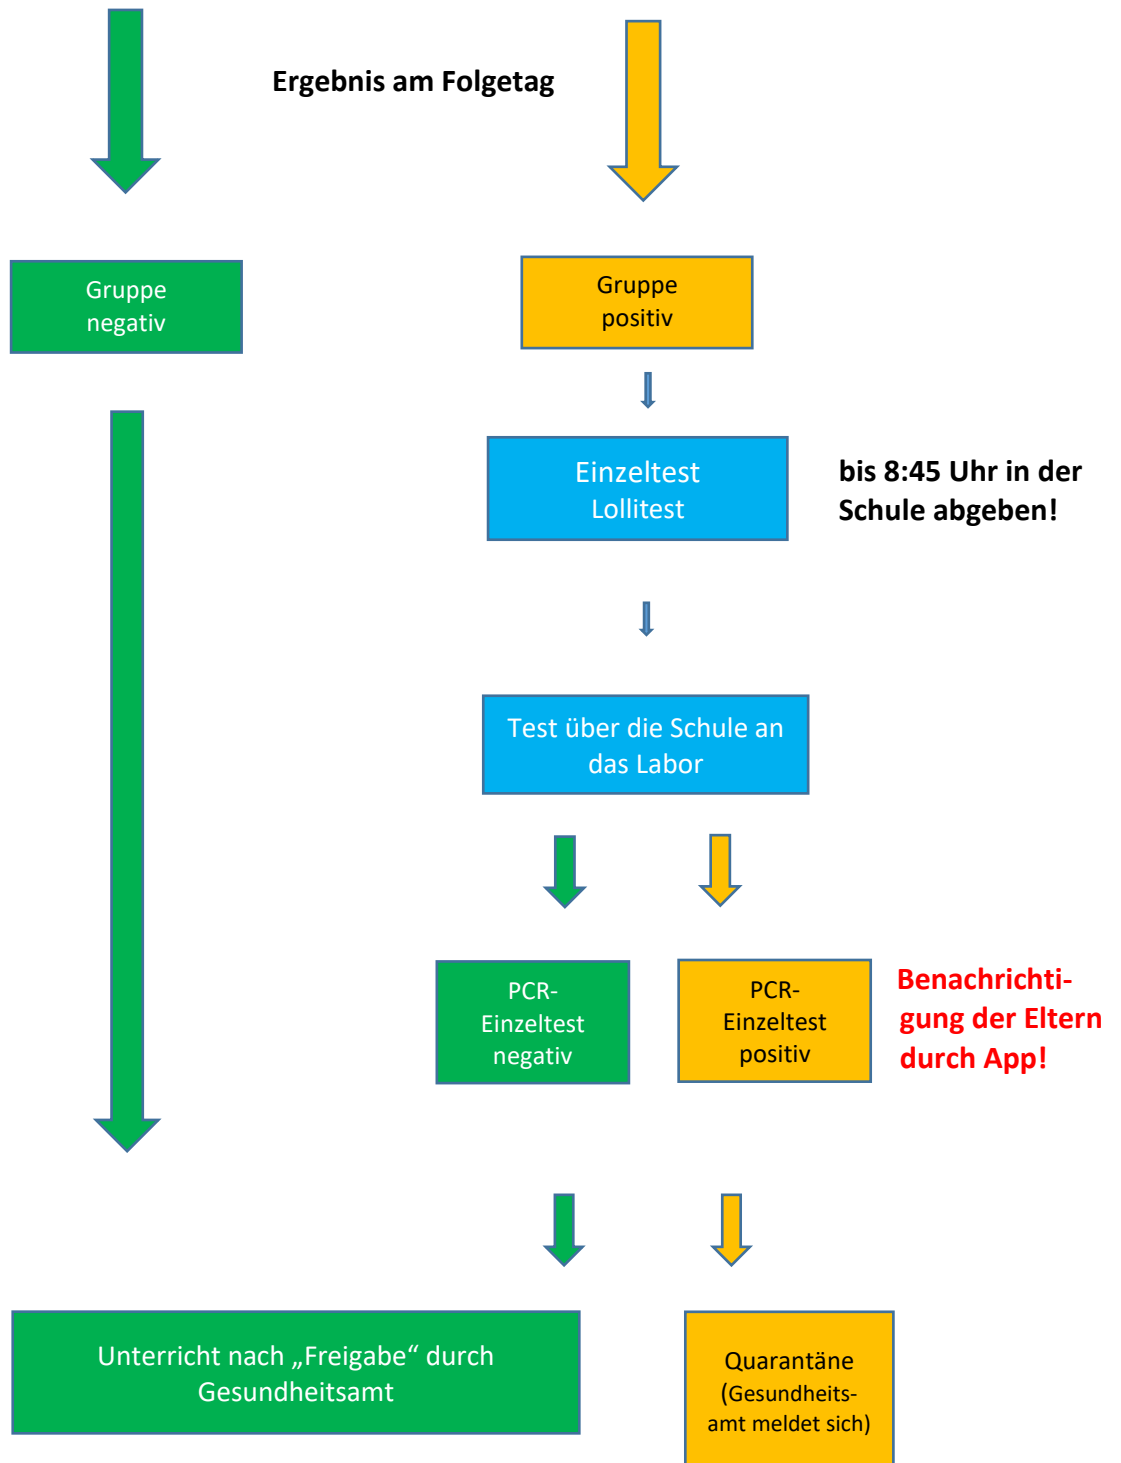 Ergebnis am Folgetag
Gruppe
negativ
Gruppe
positiv
Einzeltest
Lollitest
bis 8:45 Uhr in der
Schule abgeben!
Test über die Schule an
das Labor
PCR-
Einzeltest
negativ
PCR-
Einzeltest
positiv
Benachrichti-
gung der Eltern
durch App!
Unterricht nach „Freigabe“ durch
Gesundheitsamt
Quarantäne
(Gesundheits-
amt meldet sich)